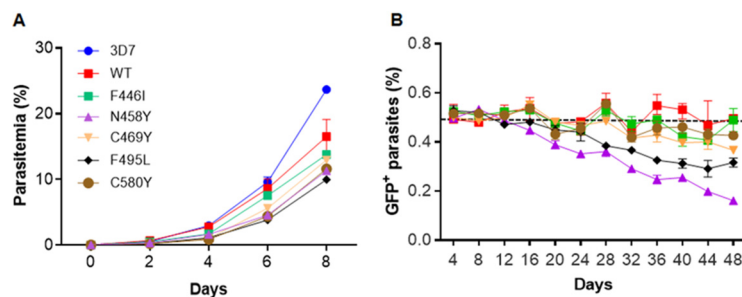 A
B
Parasitemia (%)
30
20
10
0
3D7
WT
F446I
N458Y
C469Y
F495L
C580Y
0 2 4 6 8
Days
GFP+ parasites (%)
0.8
0.6
0.4
0.2
0.0
4 8 12 16 20 24 28 32 36 40 44 48
Days